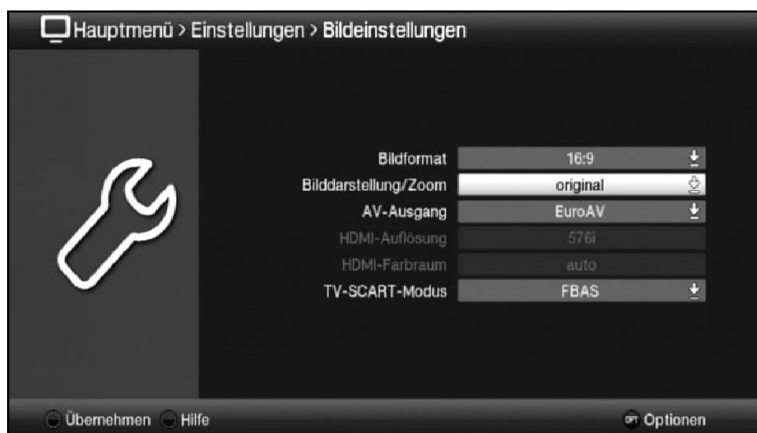 Hauptmenü > Einstellungen > Bildeinstellungen
Bildformat 16:9
Bilddarstellung/Zoom original
AV-Ausgang EuroAV
HDMI-Auflösung 576i
HDMI-Farbraum auto
TV-SCART-Modus FBAS
Übernehmen Hilfe OPT Optionen